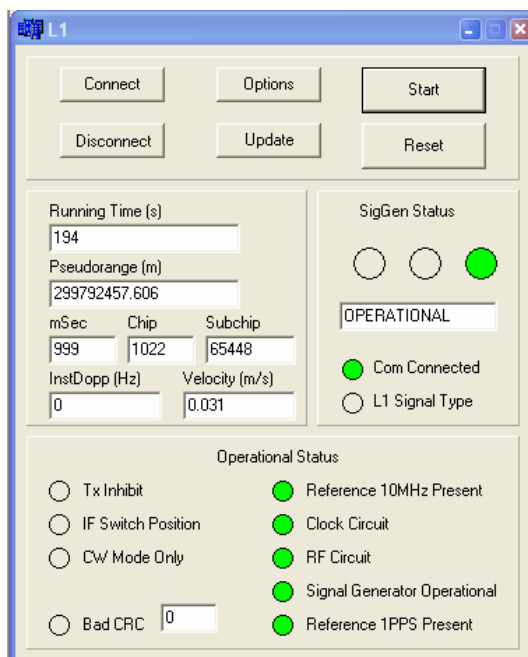 L1
Connect Options Start
Disconnect Update Reset
Running Time (s)
194
Pseudorange (m)
299792457.606
mSec Chip Subchip
999 1022 65448
InstDopp (Hz) Velocity (m/s)
0 0.031
SigGen Status
OPERATIONAL
Com Connected
L1 Signal Type
Operational Status
Tx Inhibit
IF Switch Position
CW Mode Only
Bad CRC 0
Reference 10MHz Present
Clock Circuit
RF Circuit
Signal Generator Operational
Reference 1PPS Present